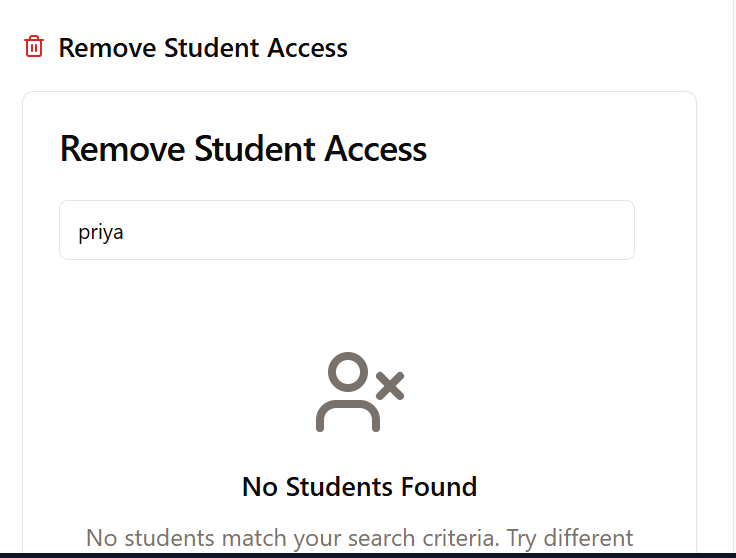 Remove Student Access
Remove Student Access
priya
No Students Found
No students match your search criteria. Try different